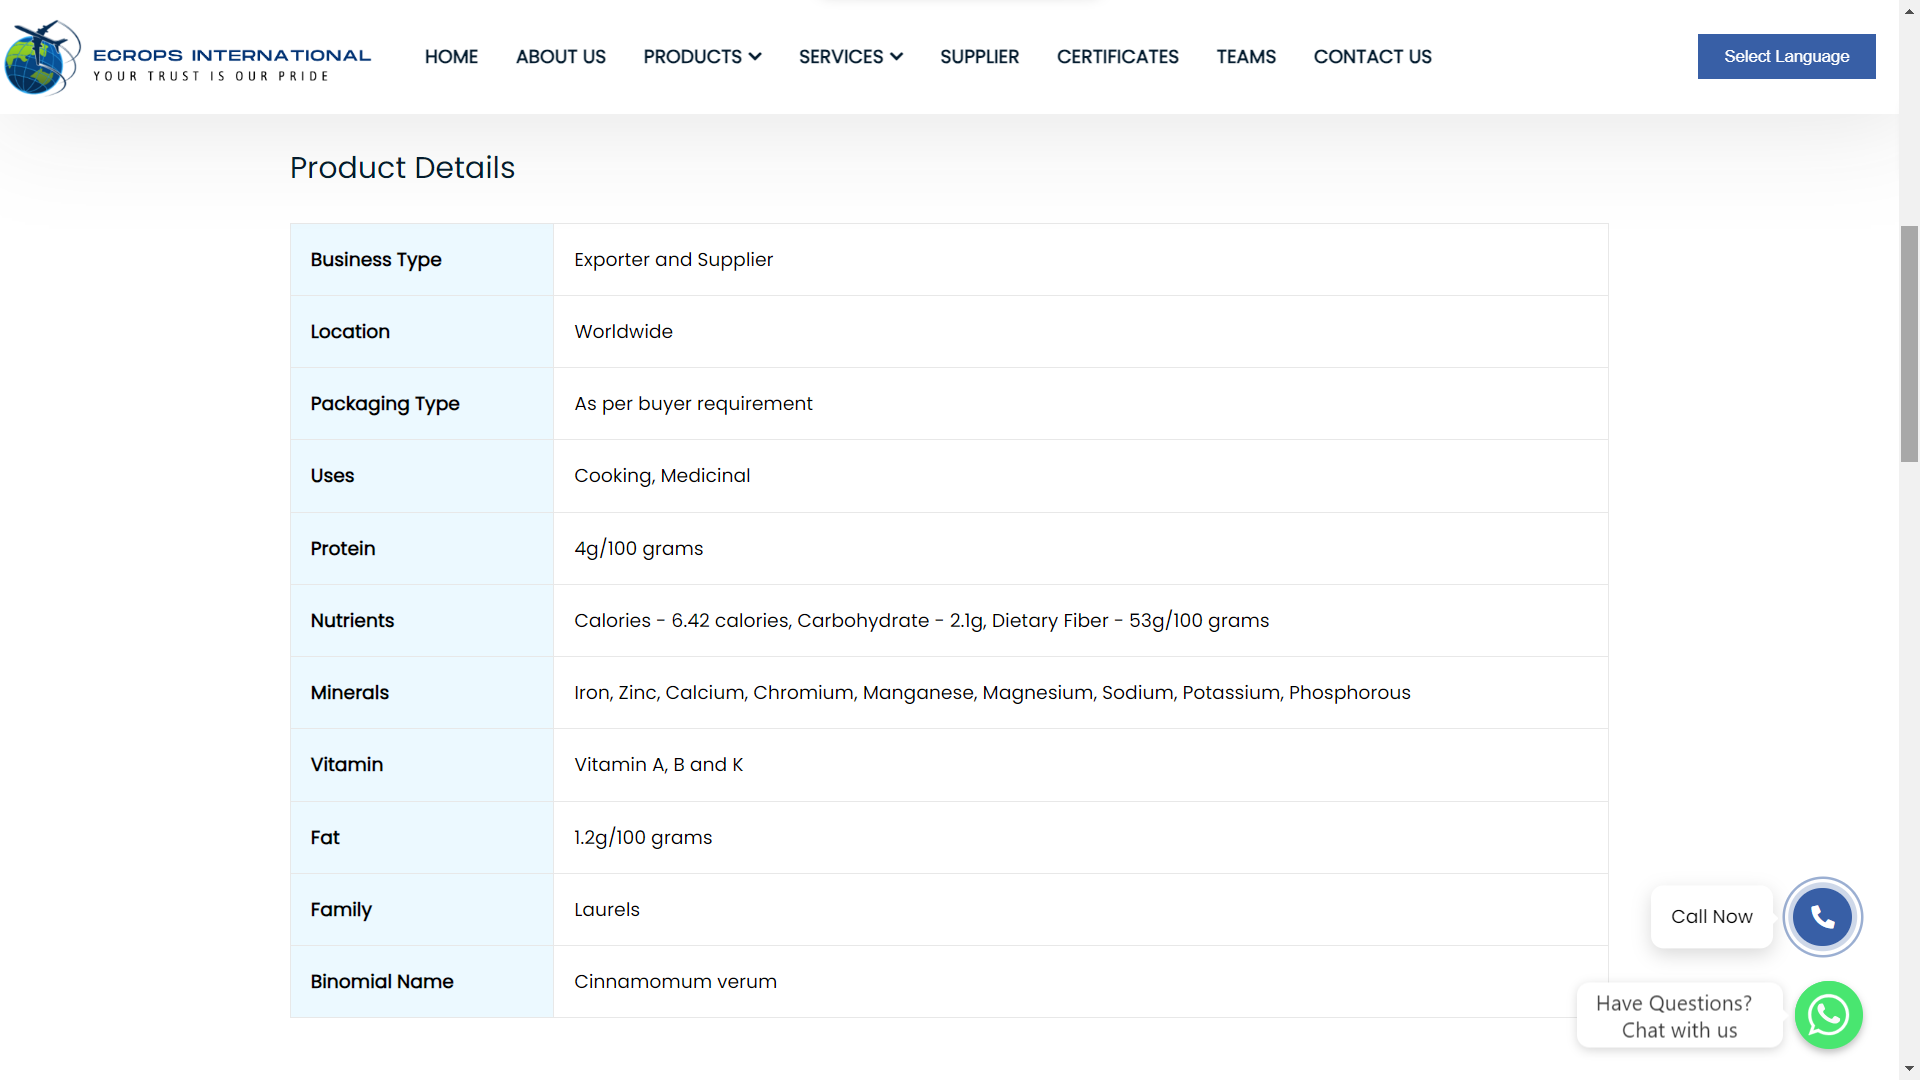 ECROPS INTERNATIONAL
YOUR TRUST IS OUR PRIDE
HOME ABOUT US PRODUCTS SERVICES SUPPLIER CERTIFICATES TEAMS CONTACT US
Select Language
Product Details
Business Type Exporter and Supplier
Location Worldwide
Packaging Type As per buyer requirement
Uses Cooking, Medicinal
Protein 4g/100 grams
Nutrients Calories - 6.42 calories, Carbohydrate - 2.1g, Dietary Fiber - 53g/100 grams
Minerals Iron, Zinc, Calcium, Chromium, Manganese, Magnesium, Sodium, Potassium, Phosphorous
Vitamin Vitamin A, B and K
Fat 1.2g/100 grams
Family Laurels
Binomial Name Cinnamomum verum
Call Now
Have Questions?
Chat with us